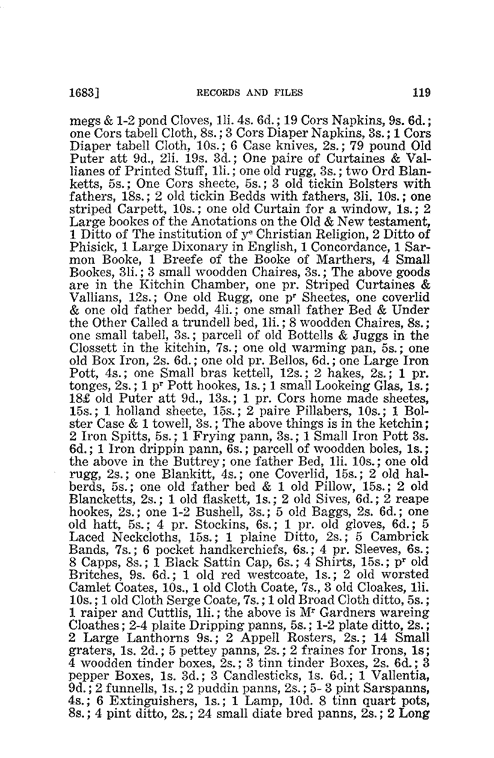 1683] RECORDS AND FILES 119
megs & 1-2 pond Cloves, 1li. 4s. 6d.; 19 Cors Napkins, 9s. 6d.;
one Cors tabell Cloth, 8s.; 3 Cors Diaper Napkins, 3s.; 1 Cors
Diaper tabell Cloth, 10s.; 6 Case knives, 2s.; 79 pound Old
Puter att 9d., 2li. 19s. 3d.; One paire of Curtaines & Val-
lianes of Printed Stuff, 1li.; one old rugg, 3s.; two Ord Blan-
ketts, 5s.; One Cors sheete, 5s.; 3 old tickin Bolsters with
fathers, 18s.; 2 old tickin Bedds with fathers, 3li. 10s.; one
striped Carpett, 10s.; one old Curtain for a window, 1s.; 2
Large bookes of the Anotations on the Old & New testament,
1 Ditto of The institution of yᵉ Christian Religion, 2 Ditto of
Phisick, 1 Large Dixonary in English, 1 Concordance, 1 Sar-
mon Booke, 1 Breefe of the Booke of Marthers, 4 Small
Bookes, 3li.; 3 small woodden Chaires, 3s.; The above goods
are in the Kitchin Chamber, one pr. Striped Curtaines &
Vallians, 12s.; One old Rugg, one pʳ Sheetes, one coverlid
& one old father bedd, 4li.; one small father Bed & Under
the Other Called a trundell bed, 1li.; 8 woodden Chaires, 8s.;
one small tabell, 3s.; parcell of old Bottells & Juggs in the
Clossett in the kitchin, 7s.; one old warming pan, 5s.; one
old Box Iron, 2s. 6d.; one old pr. Bellos, 6d.; one Large Iron
Pott, 4s.; one Small bras kettell, 12s.; 2 hakes, 2s.; 1 pr.
tonges, 2s.; 1 pʳ Pott hookes, 1s.; 1 small Lookeing Glas, 1s.;
18£ old Puter att 9d., 13s.; 1 pr. Cors home made sheetes,
15s.; 1 holland sheete, 15s.; 2 paire Pillabers, 10s.; 1 Bol-
ster Case & 1 towell, 3s.; The above things is in the ketchin;
2 Iron Spitts, 5s.; 1 Frying pann, 3s.; 1 Small Iron Pott 3s.
6d.; 1 Iron drippin pann, 6s.; parcell of wooden boles, 1s.;
the above in the Buttrey; one father Bed, 1li. 10s.; one old
rugg, 2s.; one Blankitt, 4s.; one Coverlid, 15s.; 2 old hal-
berds, 5s.; one old father bed & 1 old Pillow, 15s.; 2 old
Blancketts, 2s.; 1 old flaskett, 1s.; 2 old Sives, 6d.; 2 reape
hookes, 2s.; one 1-2 Bushell, 3s.; 5 old Baggs, 2s. 6d.; one
old hatt, 5s.; 4 pr. Stockins, 6s.; 1 pr. old gloves, 6d.; 5
Laced Neckcloths, 15s.; 1 plaine Ditto, 2s.; 5 Cambrick
Bands, 7s.; 6 pocket handkerchiefs, 6s.; 4 pr. Sleeves, 6s.;
8 Capps, 8s.; 1 Black Sattin Cap, 6s.; 4 Shirts, 15s.; pʳ old
Britches, 9s. 6d.; 1 old red westcoate, 1s.; 2 old worsted
Camlet Coates, 10s., 1 old Cloth Coate, 7s., 3 old Cloakes, 1li.
10s.; 1 old Cloth Serge Coate, 7s.; 1 old Broad Cloth ditto, 5s.;
1 raiper and Cuttlis, 1li.; the above is Mʳ Gardners wareing
Cloathes; 2-4 plaite Dripping panns, 5s.; 1-2 plate ditto, 2s.;
2 Large Lanthorns 9s.; 2 Appell Rosters, 2s.; 14 Small
graters, 1s. 2d.; 5 pettey panns, 2s.; 2 fraines for Irons, 1s;
4 wooden tinder boxes, 2s.; 3 tinn tinder Boxes, 2s. 6d.; 3
pepper Boxes, 1s. 3d.; 3 Candlesticks, 1s. 6d.; 1 Vallentia,
9d.; 2 funnells, 1s.; 2 puddin panns, 2s.; 5- 3 pint Sarspanns,
4s.; 6 Extinguishers, 1s.; 1 Lamp, 10d. 8 tinn quart pots,
8s.; 4 pint ditto, 2s.; 24 small diate bred panns, 2s.; 2 Long